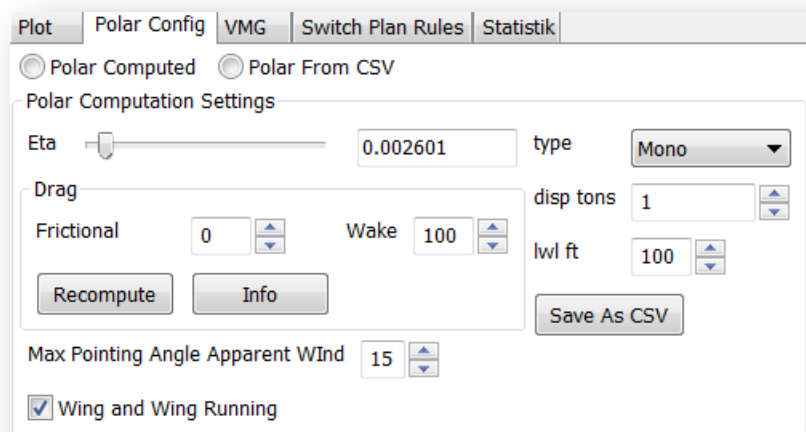 Plot Polar Config VMG Switch Plan Rules Statistik
Polar Computed Polar From CSV
Polar Computation Settings
Eta 0.002601 type Mono
Drag disp tons 1
Frictional 0 Wake 100 lwl ft 100
Recompute Info Save As CSV
Max Pointing Angle Apparent WInd 15
Wing and Wing Running